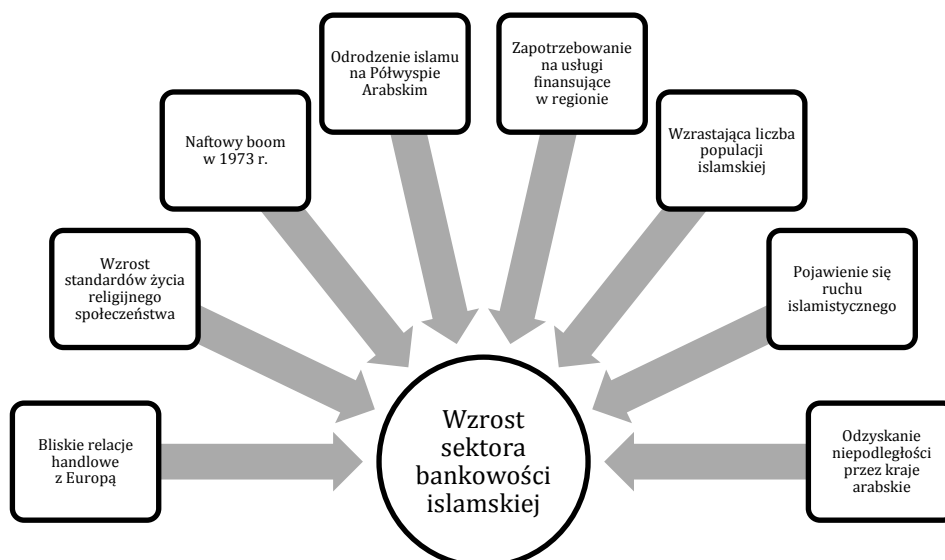 Odrodzenie islamu
na Półwyspie
Arabskim
Zapotrzebowanie
na usługi
finansujące
w regionie
Naftowy boom
w 1973 r.
Wzrastająca liczba
populacji
islamskiej
Wzrost
standardów życia
religijnego
społeczeństwa
Pojawienie się
ruchu
islamistycznego
Bliskie relacje
handlowe
z Europą
Wzrost
sektora
bankowości
islamskiej
Odzyskanie
niepodległości
przez kraje
arabskie